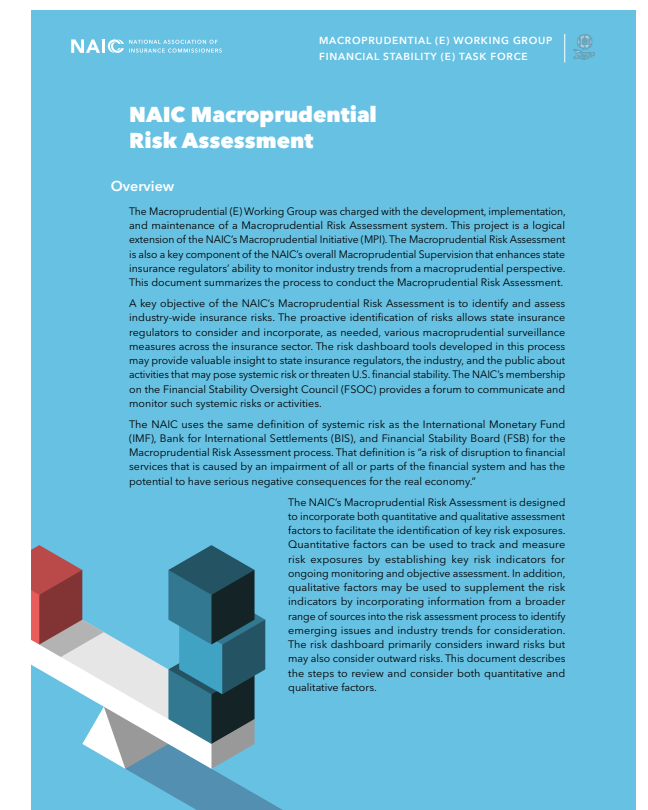 NAIC NATIONAL ASSOCIATION OF
INSURANCE COMMISSIONERS
MACROPRUDENTIAL (E) WORKING GROUP
FINANCIAL STABILITY (E) TASK FORCE
NAIC Macroprudential
Risk Assessment
Overview
The Macroprudential (E) Working Group was charged with the development, implementation,
and maintenance of a Macroprudential Risk Assessment system. This project is a logical
extension of the NAIC's Macroprudential Initiative (MPI). The Macroprudential Risk Assessment
is also a key component of the NAIC's overall Macroprudential Supervision that enhances state
insurance regulators' ability to monitor industry trends from a macroprudential perspective.
This document summarizes the process to conduct the Macroprudential Risk Assessment.
A key objective of the NAIC's Macroprudential Risk Assessment is to identify and assess
industry-wide insurance risks. The proactive identification of risks allows state insurance
regulators to consider and incorporate, as needed, various macroprudential surveillance
measures across the insurance sector. The risk dashboard tools developed in this process
may provide valuable insight to state insurance regulators, the industry, and the public about
activities that may pose systemic risk or threaten U.S. financial stability. The NAIC's membership
on the Financial Stability Oversight Council (FSOC) provides a forum to communicate and
monitor such systemic risks or activities.
The NAIC uses the same definition of systemic risk as the International Monetary Fund
(IMF), Bank for International Settlements (BIS), and Financial Stability Board (FSB) for the
Macroprudential Risk Assessment process. That definition is "a risk of disruption to financial
services that is caused by an impairment of all or parts of the financial system and has the
potential to have serious negative consequences for the real economy."
The NAIC's Macroprudential Risk Assessment is designed
to incorporate both quantitative and qualitative assessment
factors to facilitate the identification of key risk exposures.
Quantitative factors can be used to track and measure
risk exposures by establishing key risk indicators for
ongoing monitoring and objective assessment. In addition,
qualitative factors may be used to supplement the risk
indicators by incorporating information from a broader
range of sources into the risk assessment process to identify
emerging issues and industry trends for consideration.
The risk dashboard primarily considers inward risks but
may also consider outward risks. This document describes
the steps to review and consider both quantitative and
qualitative factors.